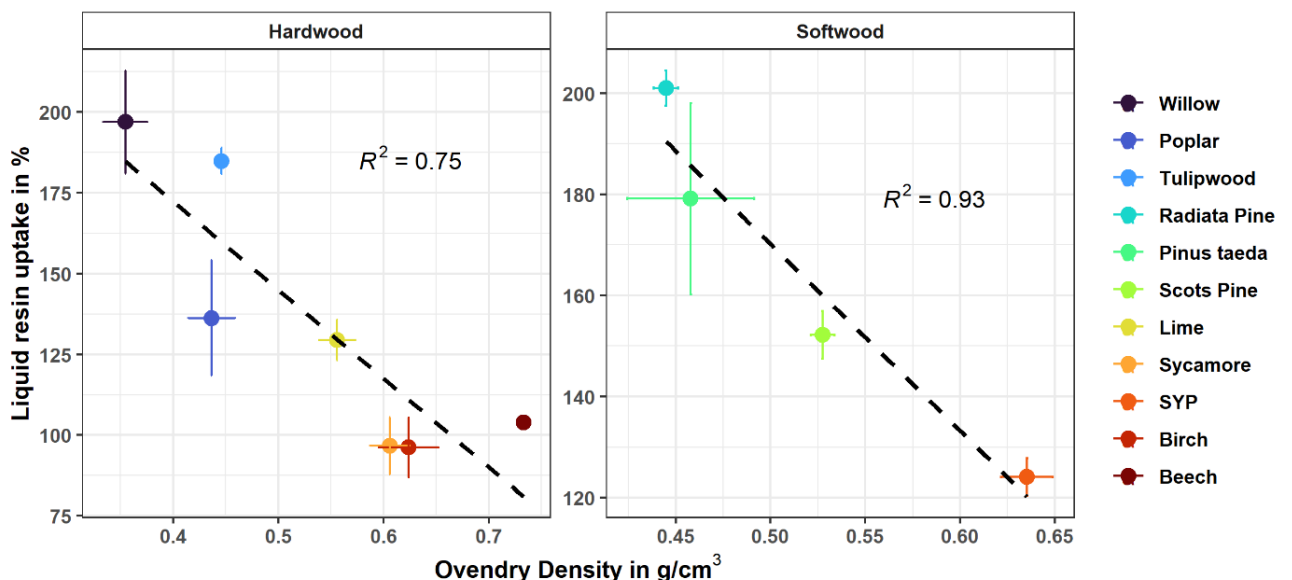 Hardwood
Softwood
Liquid resin uptake in %
200
175
150
125
100
75
R² = 0.75
0.4 0.5 0.6 0.7
200
180
160
140
120
R² = 0.93
0.45 0.50 0.55 0.60 0.65
Ovendry Density in g/cm³
Willow
Poplar
Tulipwood
Radiata Pine
Pinus taeda
Scots Pine
Lime
Sycamore
SYP
Birch
Beech